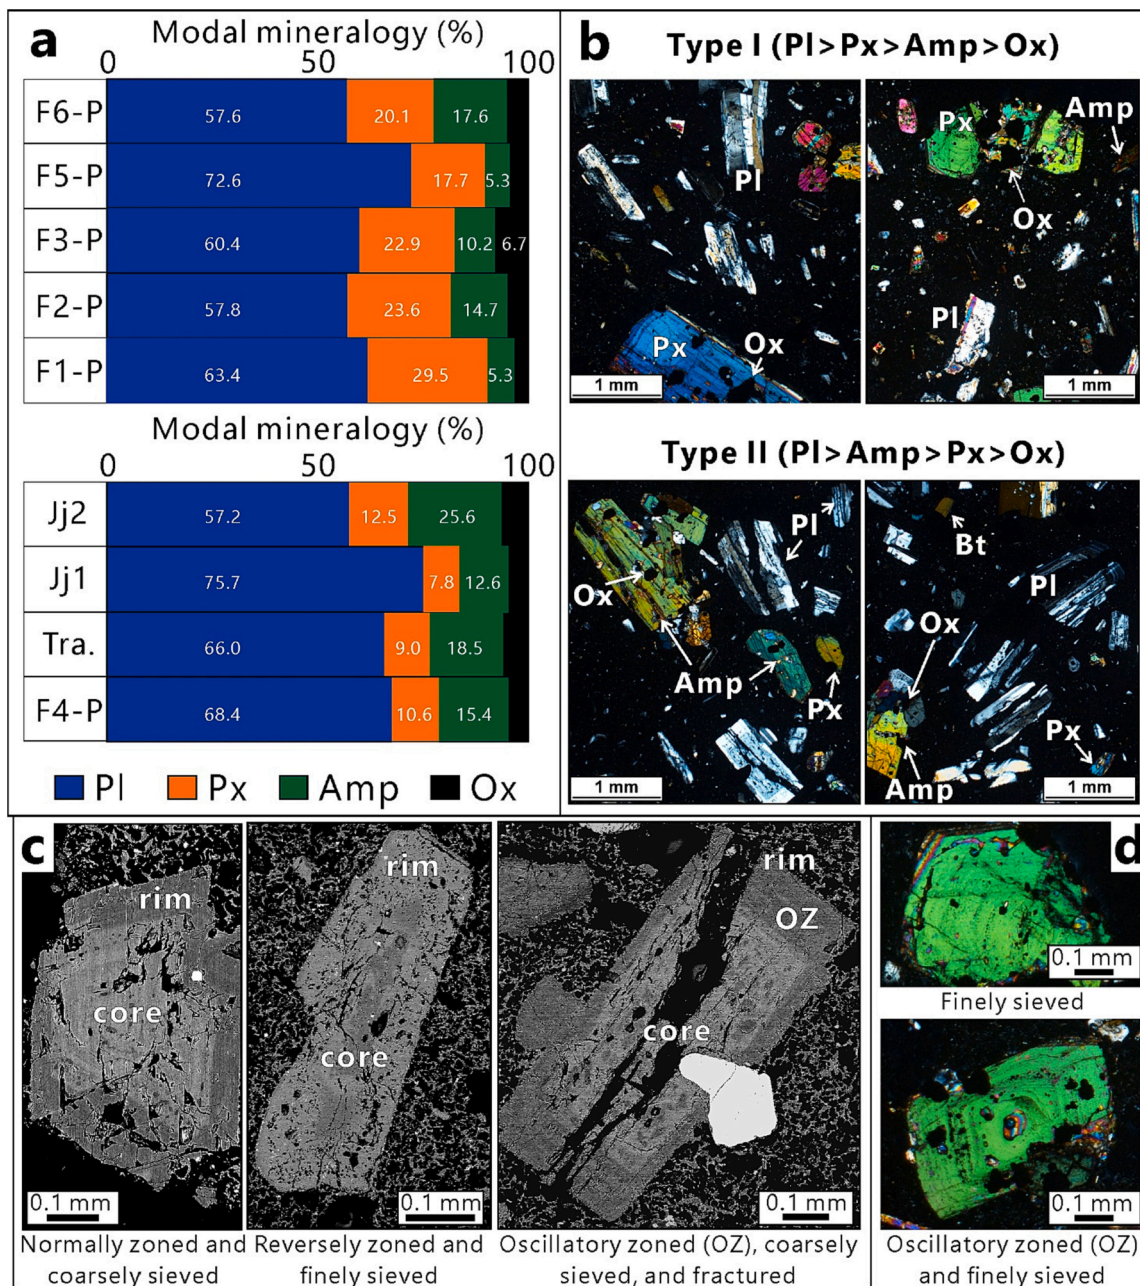 a
Modal mineralogy (%)
0 50 100
F6-P 57.6 20.1 17.6
F5-P 72.6 17.7 5.3
F3-P 60.4 22.9 10.2 6.7
F2-P 57.8 23.6 14.7
F1-P 63.4 29.5 5.3
Modal mineralogy (%)
0 50 100
Jj2 57.2 12.5 25.6
Jj1 75.7 7.8 12.6
Tra. 66.0 9.0 18.5
F4-P 68.4 10.6 15.4
Pl Px Amp Ox
b
Type I (Pl>Px>Amp>Ox)
Pl
Px
Ox
1 mm
Px
Amp
Ox
Pl
1 mm
Type II (Pl>Amp>Px>Ox)
Pl
Ox
Amp
Px
1 mm
Bt
Pl
Ox
Px
Amp
1 mm
c
rim
core
0.1 mm
Normally zoned and
coarsely sieved
rim
core
0.1 mm
Reversely zoned and
finely sieved
rim
OZ
core
0.1 mm
Oscillatory zoned (OZ), coarsely
sieved, and fractured
d
0.1 mm
Finely sieved
0.1 mm
Oscillatory zoned (OZ)
and finely sieved